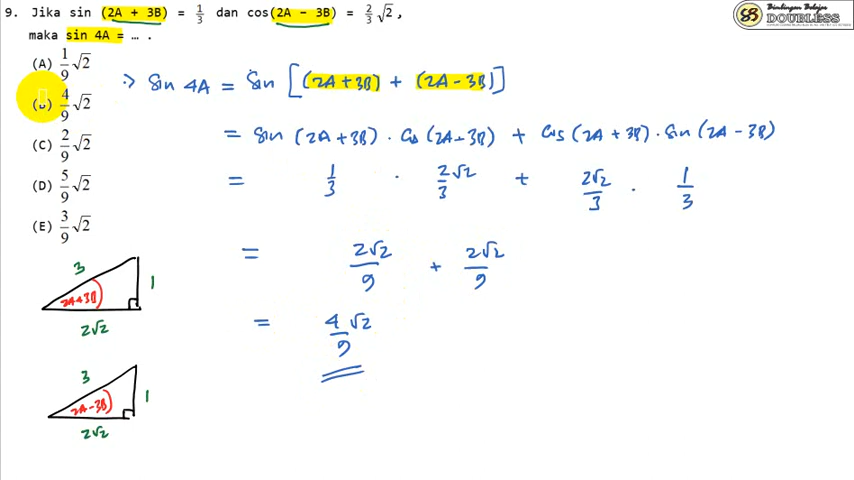 9. Jika sin (2A + 3B) = 1/3 dan cos(2A - 3B) = 2/3 √2,
maka sin 4A = … .
(A) 1/9 √2
4/9 √2
(C) 2/9 √2
(D) 5/9 √2
(E) 3/9 √2
Bimbingan Belajar
DOUBLESS
∴ Sin 4A = Sin [(2A+3B) + (2A-3B)]
= Sin (2A+3B) . Cos (2A-3B) + Cos (2A+3B) . Sin (2A-3B)
= 1/3 . 2/3 √2 + 2√2/3 . 1/3
= 2√2/9 + 2√2/9
= 4/9 √2
3
1
2A+3B
2√2
3
1
2A-3B
2√2